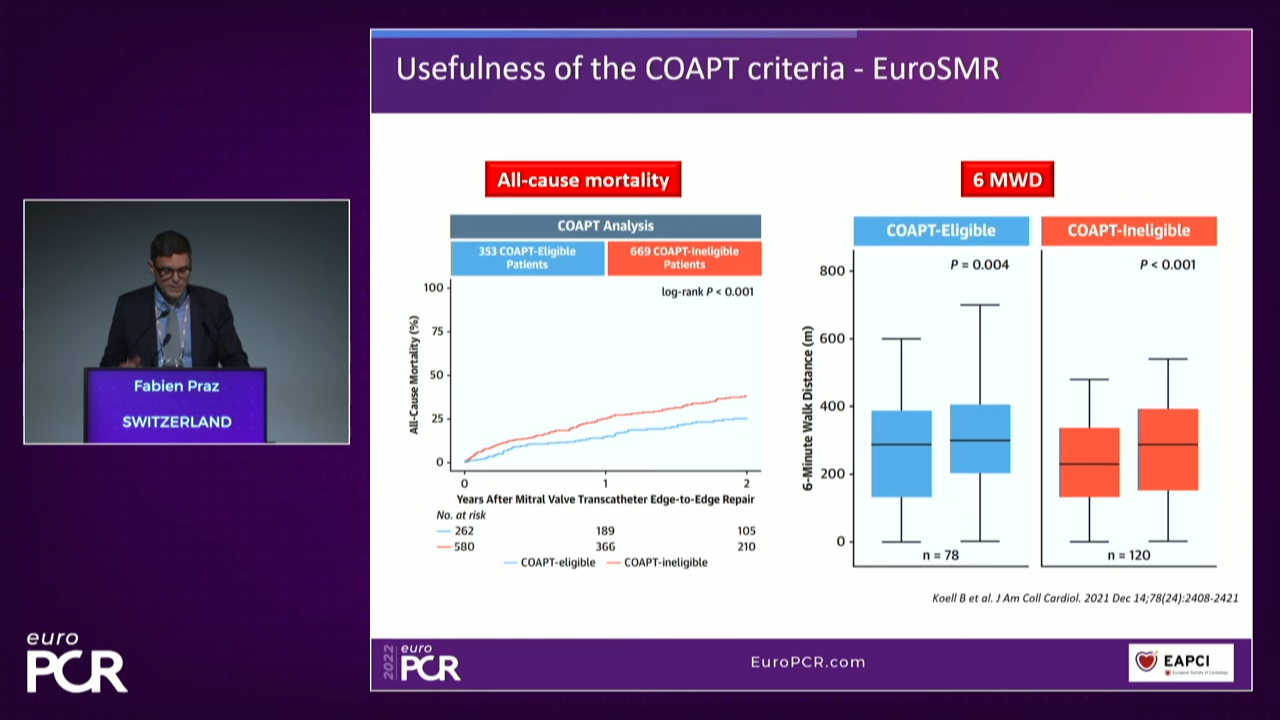 Usefulness of the COAPT criteria - EuroSMR
All-cause mortality
COAPT Analysis
353 COAPT-Eligible
Patients
669 COAPT-Ineligible
Patients
log-rank P < 0.001
All-Cause Mortality (%)
100
75
50
25
0
0 1 2
Years After Mitral Valve Transcatheter Edge-to-Edge Repair
No. at risk
262 189 105
580 366 210
COAPT-eligible COAPT-ineligible
6 MWD
COAPT-Eligible COAPT-Ineligible
P = 0.004 P < 0.001
6-Minute Walk Distance (m)
800
600
400
200
0
n = 78 n = 120
Koell B et al. J Am Coll Cardiol. 2021 Dec 14;78(24):2408-2421
Fabien Praz
SWITZERLAND
euro
PCR
2022
euro
PCR
EuroPCR.com
EAPCI
European Society of Cardiology